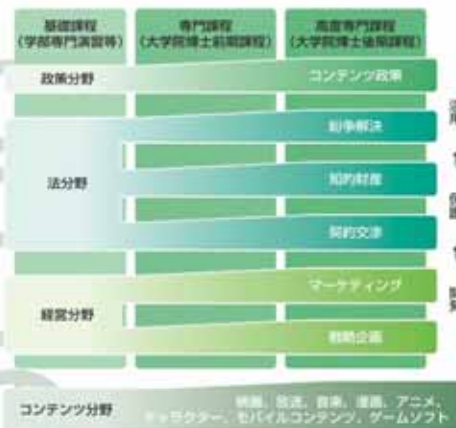 基礎課程
(学部専門演習等)
専門課程
(大学院博士前期課程)
高度専門課程
(大学院博士後期課程)
政策分野
コンテンツ政策
法分野
紛争解決
知的財産
契約交渉
経営分野
マーケティング
戦略企画
コンテンツ分野
映画、放送、音楽、漫画、アニメ、
キャラクター、モバイルコンテンツ、ゲームソフト